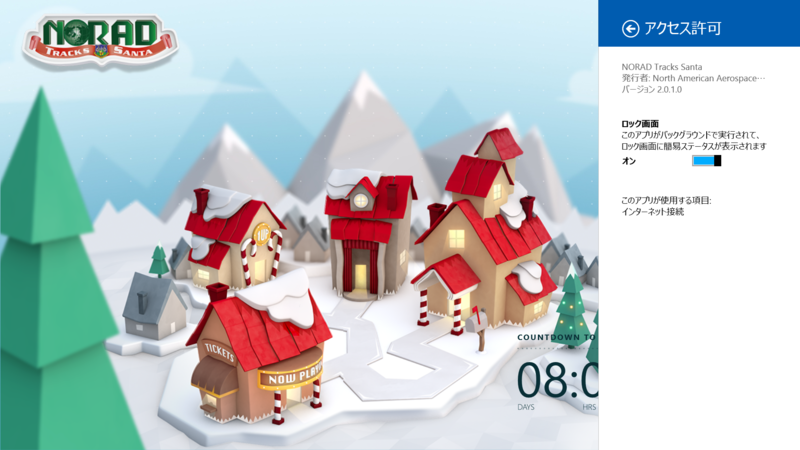 NORAD
TRACKS SANTA
TICKETS
NOW PLAY
COUNTDOWN TO
08:0
DAYS
HRS
アクセス許可
NORAD Tracks Santa
発行者: North American Aerospace…
バージョン 2.0.1.0
ロック画面
このアプリがバックグラウンドで実行されて、
ロック画面に簡易ステータスが表示されます
オン
このアプリが使用する項目:
インターネット接続